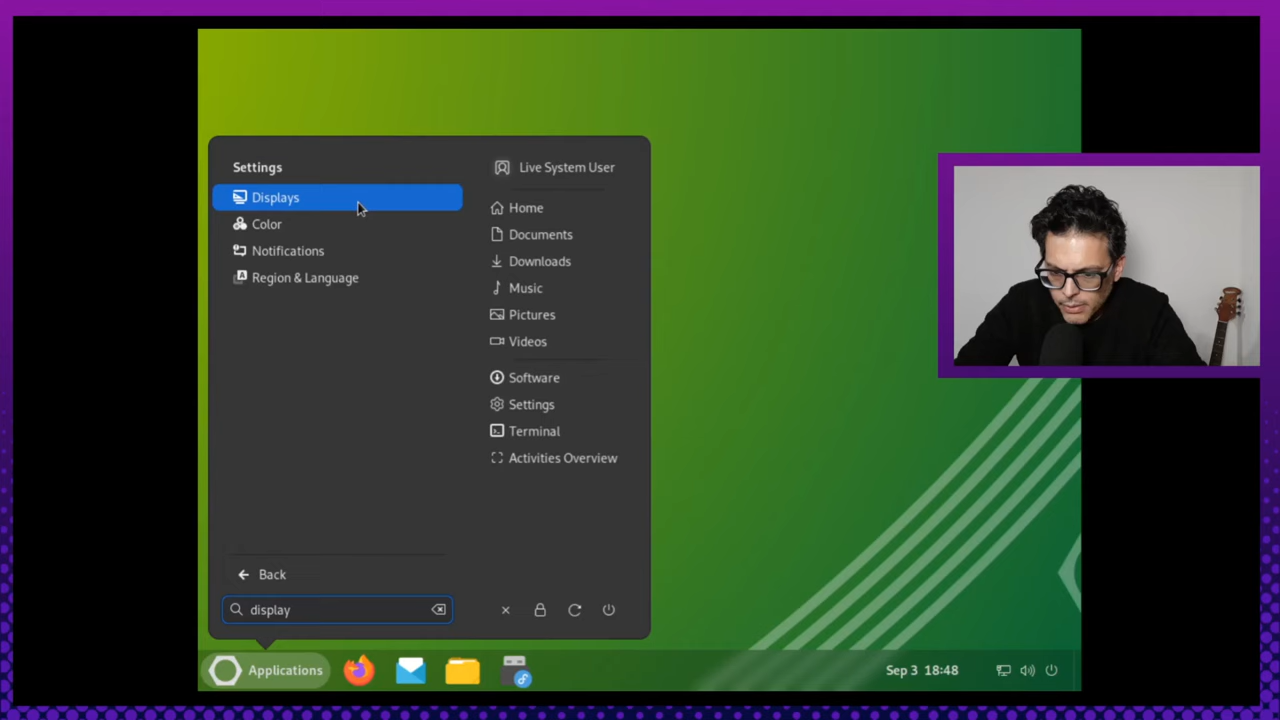 Settings
Displays
Color
Notifications
Region & Language
Back
display
Live System User
Home
Documents
Downloads
Music
Pictures
Videos
Software
Settings
Terminal
Activities Overview
Applications
Sep 3 18:48